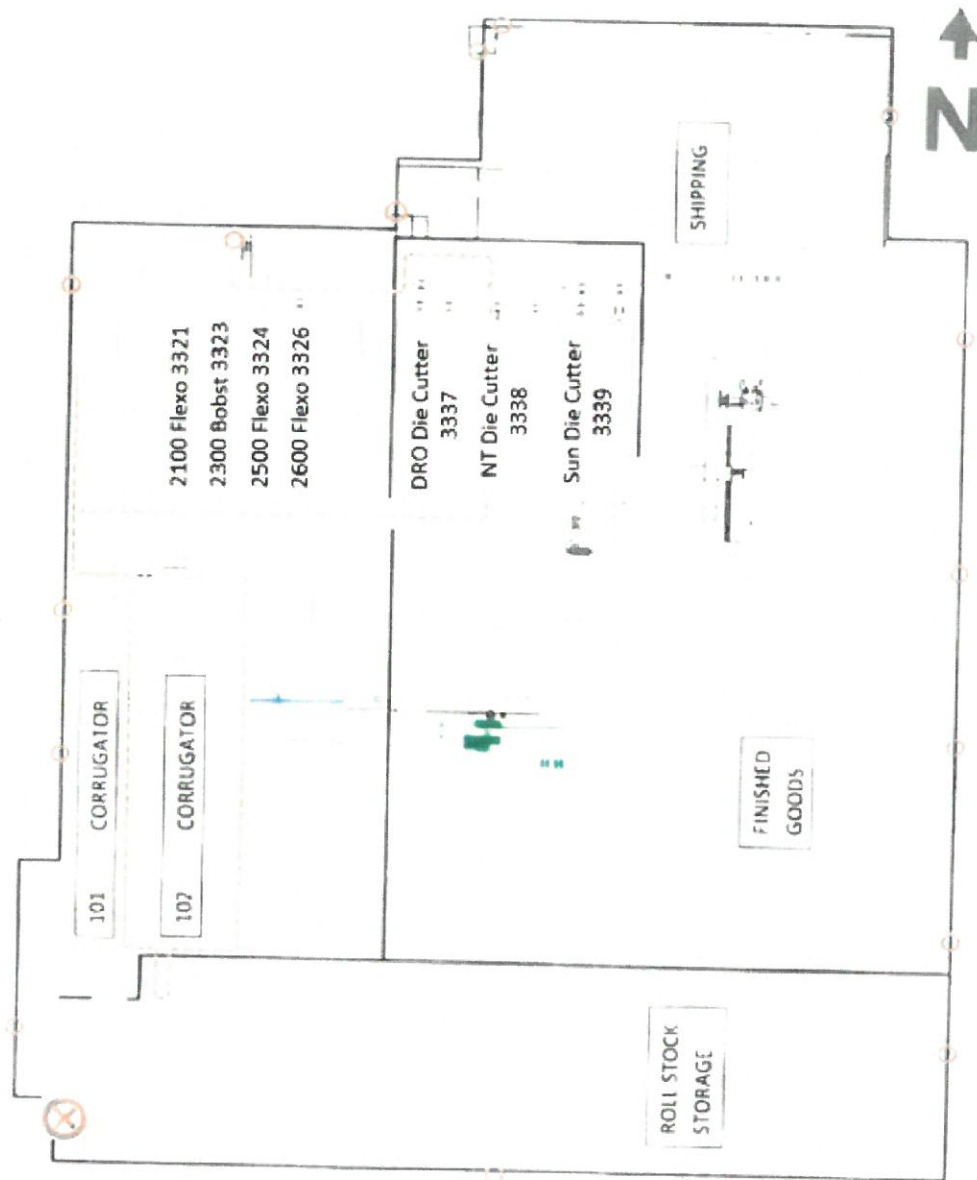 N
SHIPPING
2100 Flexo 3321
2300 Bobst 3323
2500 Flexo 3324
2600 Flexo 3326
DRO Die Cutter
3337
NT Die Cutter
3338
Sun Die Cutter
3339
101 CORRUGATOR
102 CORRUGATOR
FINISHED
GOODS
ROLL STOCK
STORAGE